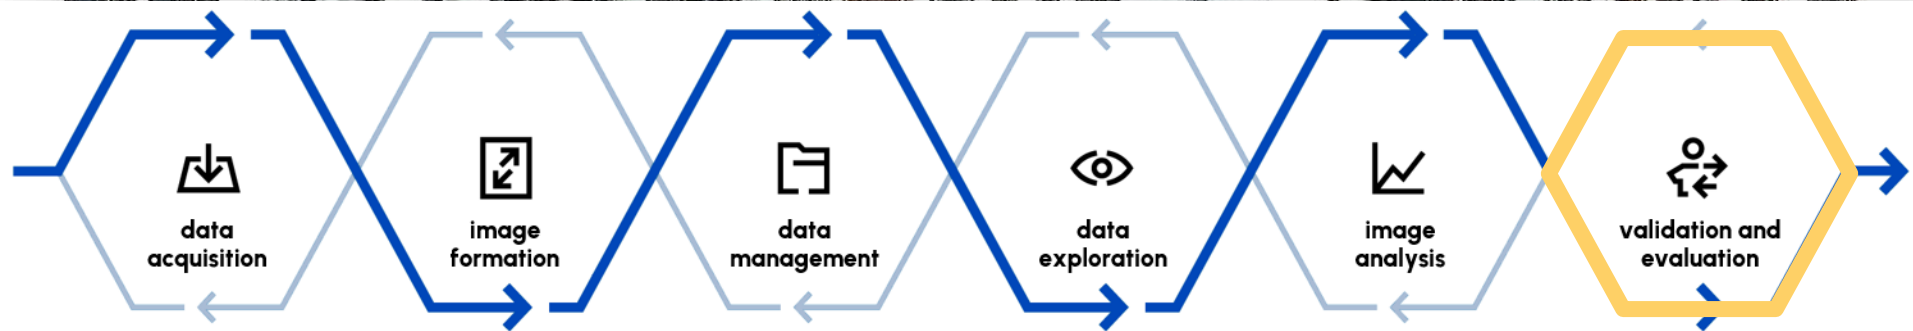 data
acquisition
image
formation
data
management
data
exploration
image
analysis
validation and
evaluation